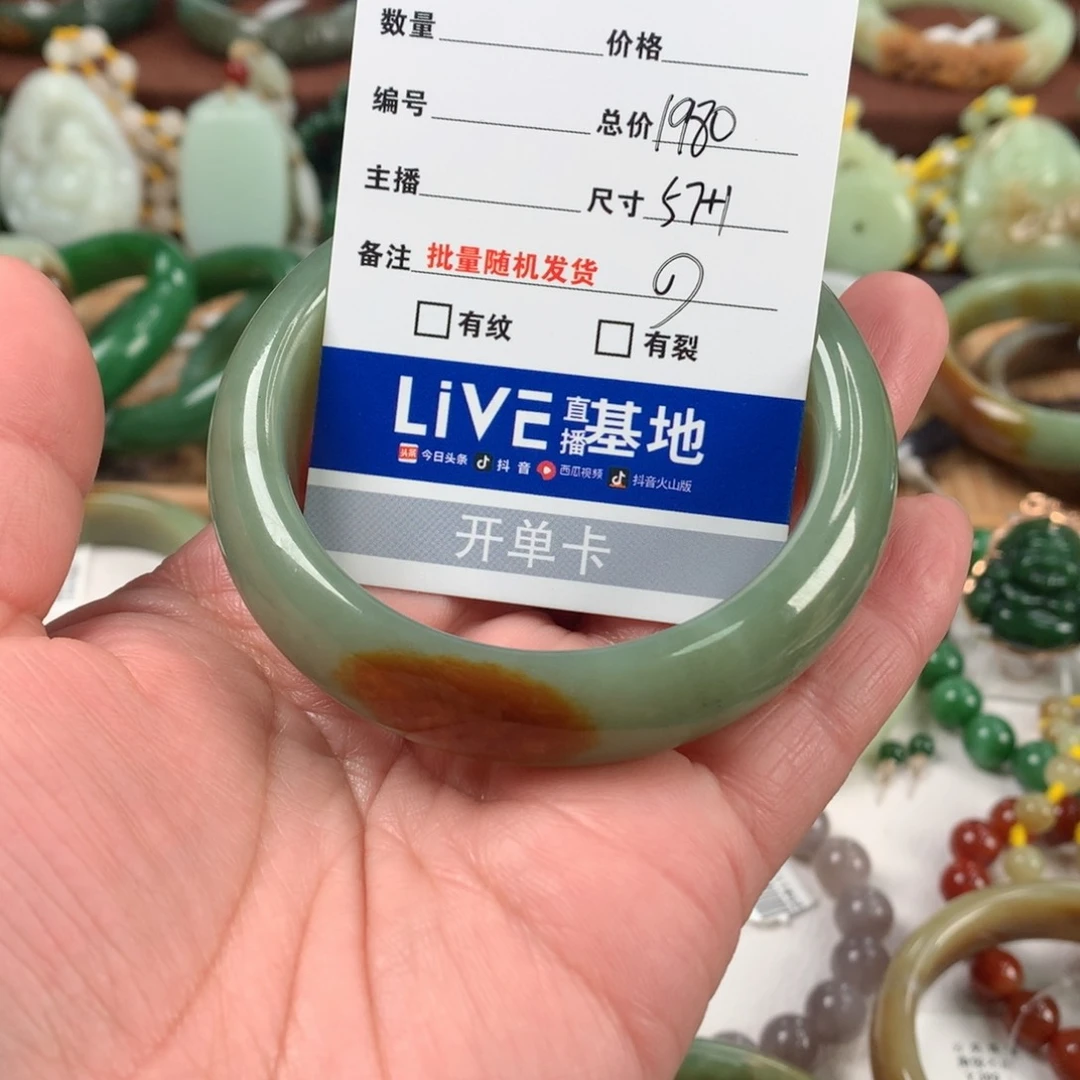 数量 价格
编号 总价 1980
主播 尺寸 57+1
备注 批量随机发货
有纹 有裂
LiVE 直播基地
今日头条 抖音 西瓜视频 抖音火山版
开单卡